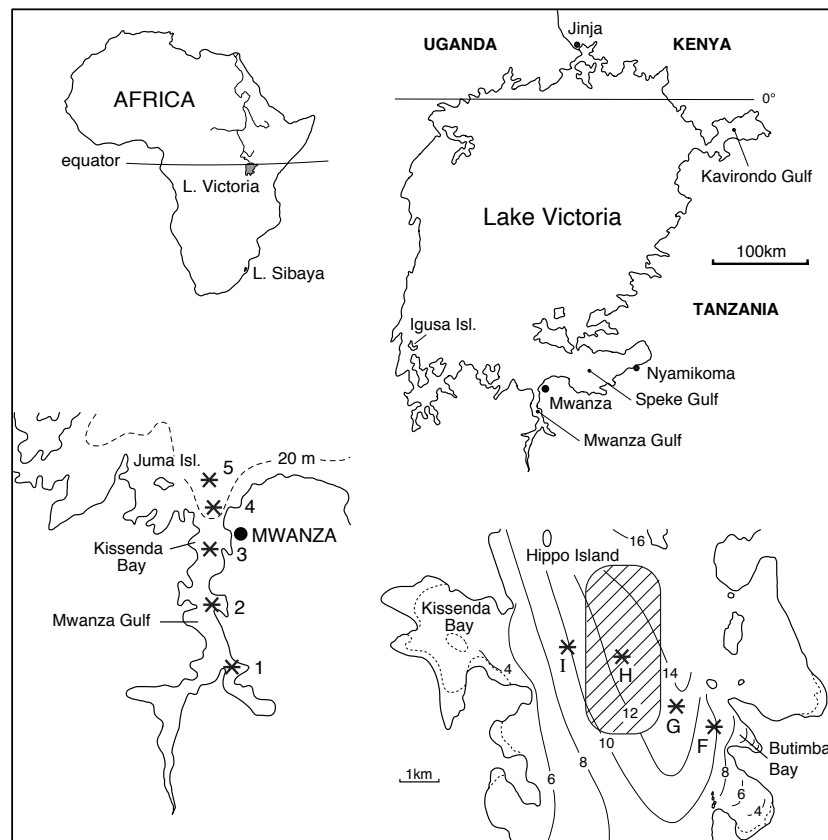 AFRICA
equator
L. Victoria
L. Sibaya
Jinja
UGANDA
KENYA
0°
Kavirondo Gulf
Lake Victoria
100km
TANZANIA
Igusa Isl.
Nyamikoma
Mwanza
Speke Gulf
Mwanza Gulf
Juma Isl.
5
20 m
4
MWANZA
Kissenda
Bay
3
Mwanza Gulf
2
1
16
Hippo Island
Kissenda
Bay
4
I
H
14
12
G
F
10
8
6
Butimba
Bay
8
6
4
1km